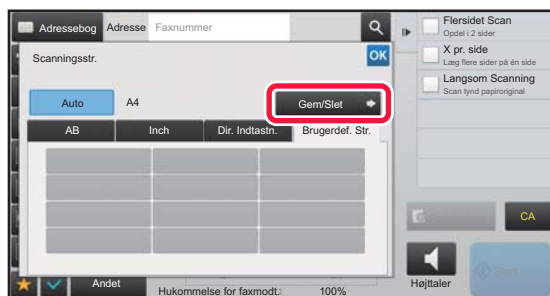 Adressebog
Adresse
Faxnummer
Scanningsstr.
OK
Auto
A4
Gem/Slet
AB
Inch
Dir. Indtastn.
Brugerdef. Str.
Andet
Hukommelse for faxmodt.:
100%
Flersidet Scan
Opdel i 2 sider
X pr. side
Læg flere sider på én side
Langsom Scanning
Scan tynd papiroriginal
CA
Højttaler
Start